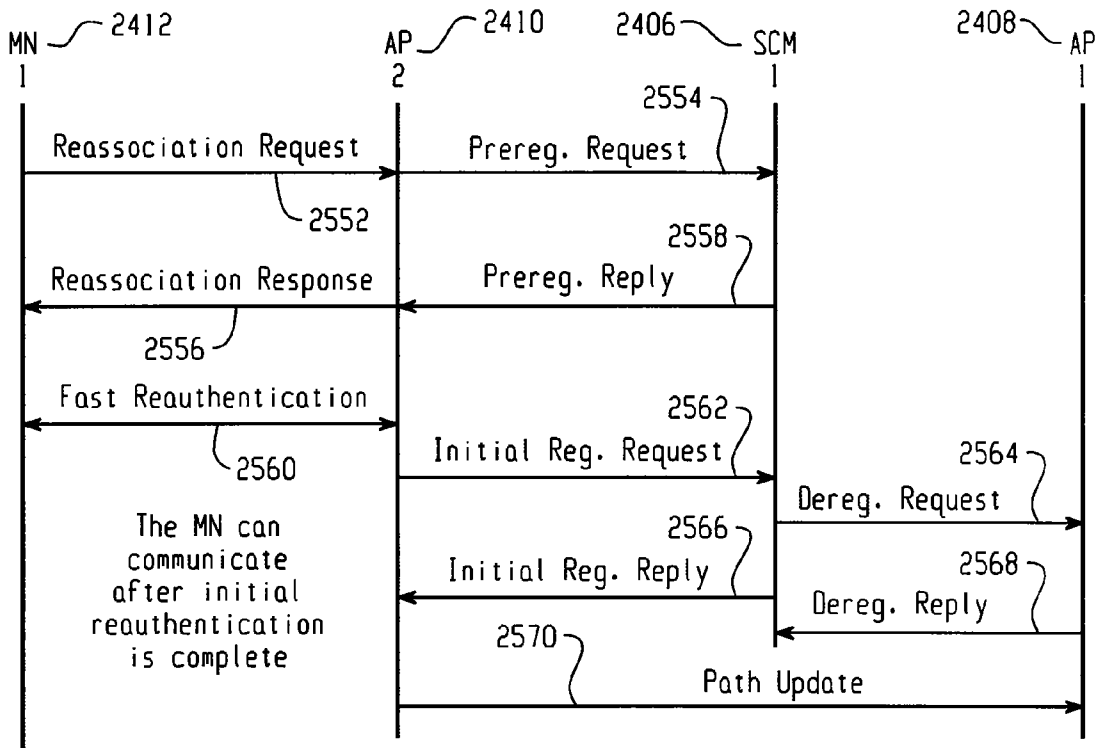 MN 2412 AP 2410 2406 SCM 2408 AP
1 2 1 1
2554
Reassociation Request Prereg. Request
2552
2558
Reassociation Response Prereg. Reply
2556
Fast Reauthentication
2562
2560
Initial Reg. Request
2564
Dereg. Request
The MN can
communicate
after initial
reauthentication
is complete
2566
Initial Reg. Reply
2568
Dereg. Reply
2570
Path Update